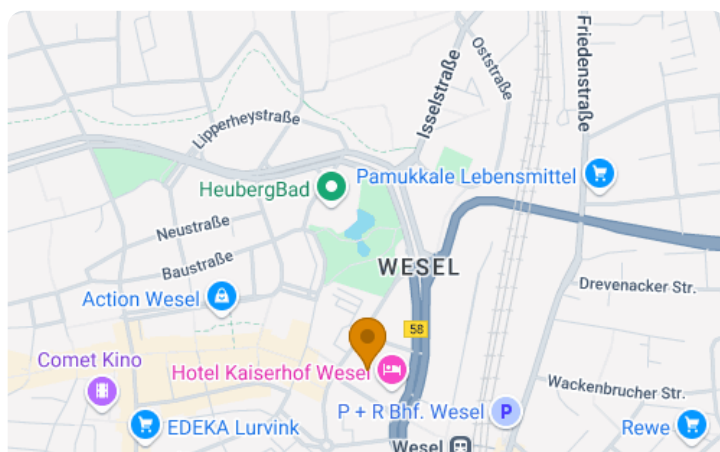 Friedenstraße
Oststraße
Isselstraße
Lipperheystraße
Pamukkale Lebensmittel
HeubergBad
Neustraße
Baustraße
WESEL
Drevenacker Str.
Action Wesel
58
Comet Kino
Hotel Kaiserhof Wesel
Wackenbrucher Str.
P + R Bhf. Wesel
P
EDEKA Lurvink
Rewe
Wesel